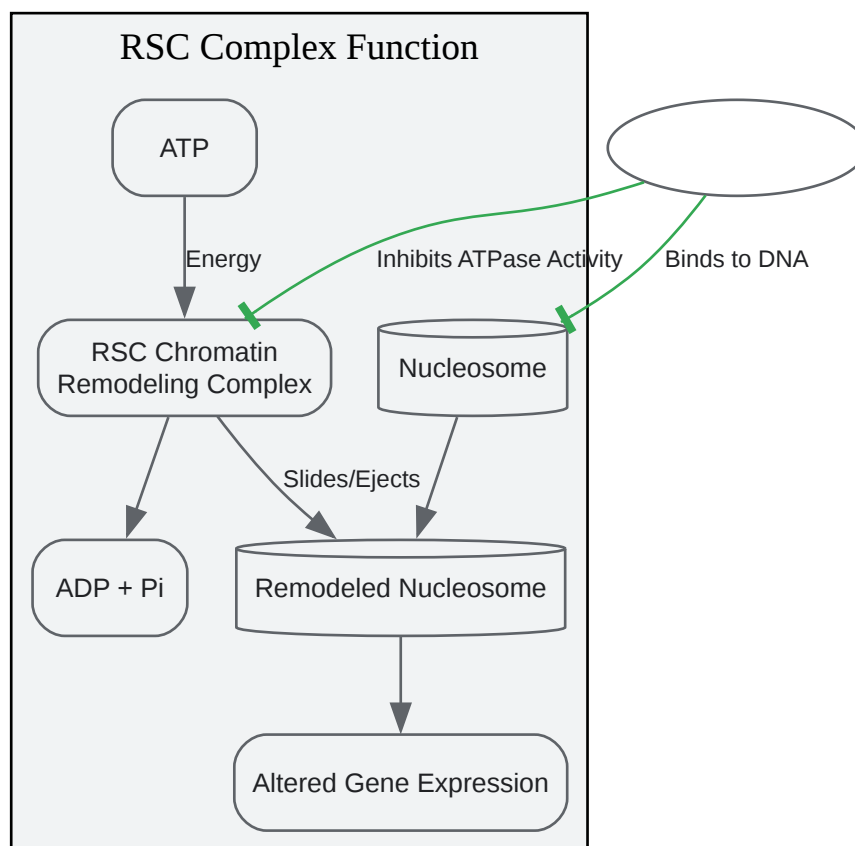 RSC Complex Function
ATP
Energy
Inhibits ATPase Activity
Binds to DNA
RSC Chromatin
Remodeling Complex
Nucleosome
Slides/Ejects
ADP + Pi
Remodeled Nucleosome
Altered Gene Expression